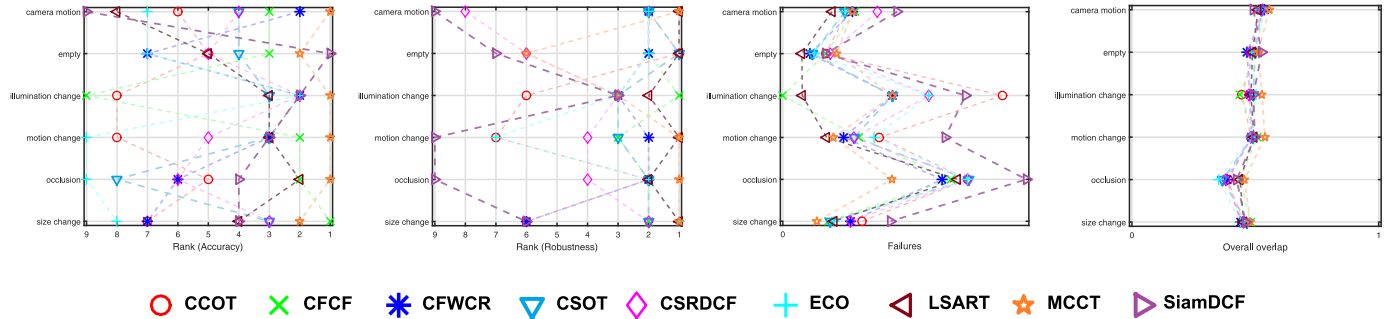 camera motion
empty
illumination change
motion change
occlusion
size change
9 8 7 6 5 4 3 2 1
Rank (Accuracy)
camera motion
empty
illumination change
motion change
occlusion
size change
9 8 7 6 5 4 3 2 1
Rank (Robustness)
camera motion
empty
illumination change
motion change
occlusion
size change
0
Failures
camera motion
empty
illumination change
motion change
occlusion
size change
0 1
Overall overlap
CCOT CFCF CFWCR CSOT CSRDCF ECO LSART MCCT SiamDCF